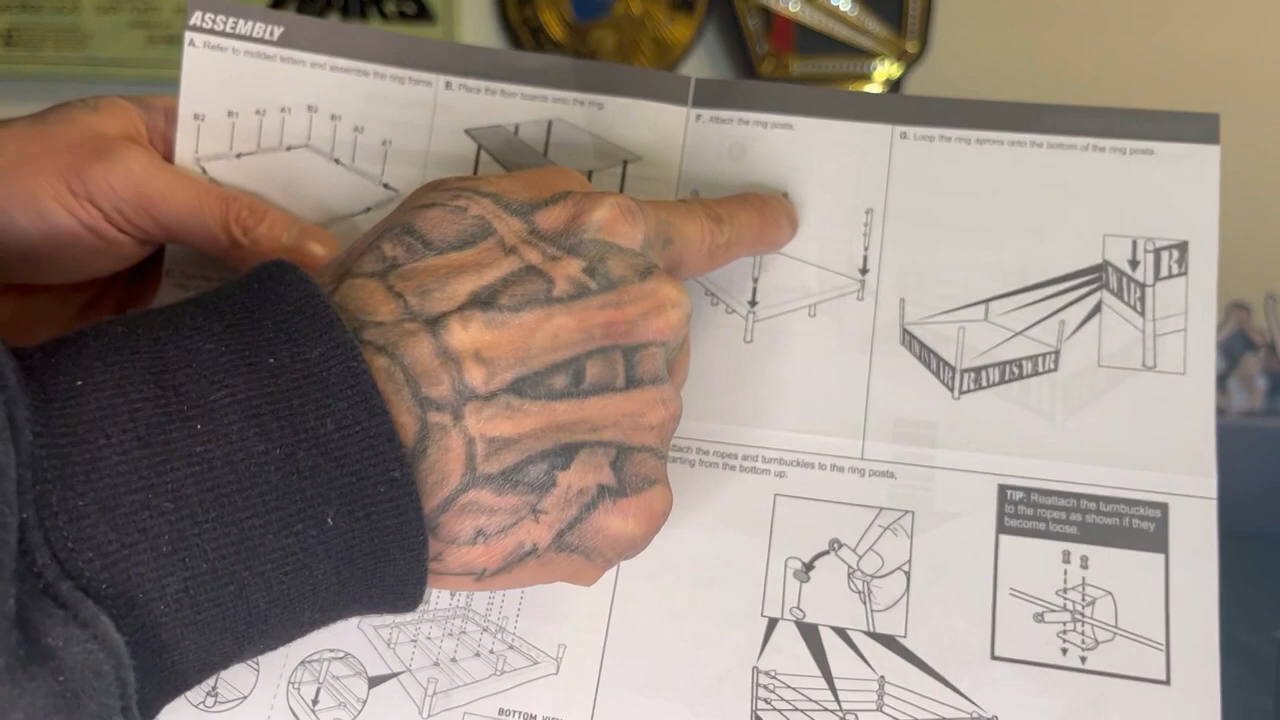 ASSEMBLY
A. Refer to molded letters and assemble the ring frame
B. Place the floor boards onto the ring.
F. Attach the ring posts.
G. Loop the ring aprons onto the bottom of the ring posts.
B2 B1 A2 A1 B2 B1 A2 A1
WAR
R
RAW IS WAR
RAW IS WAR
ttach the ropes and turnbuckles to the ring posts,
arting from the bottom up.
TIP: Reattach the turnbuckles
to the ropes as shown if they
become loose.
BOTTOM